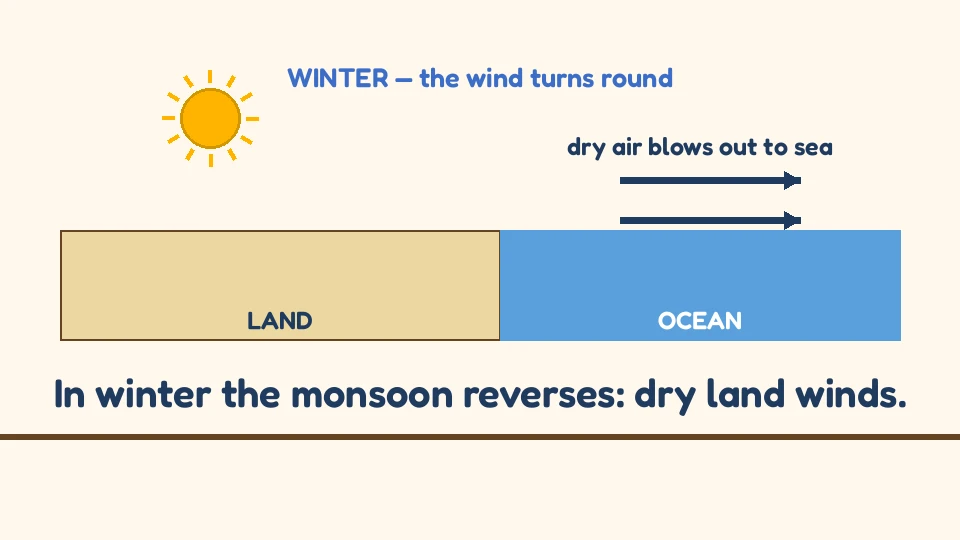 WINTER — the wind turns round
dry air blows out to sea
LAND
OCEAN
In winter the monsoon reverses: dry land winds.